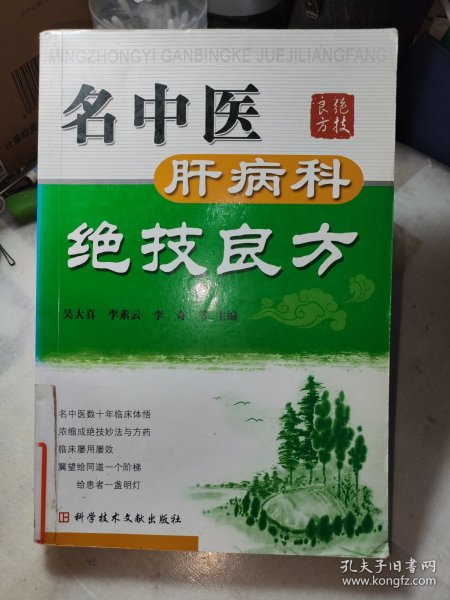 MINGZHONGYI GANBINGKE JUEJILIANGFANG
名中医
绝技
良方
肝病科
绝技良方
吴大真 李素云 李 奇 等 主编
名中医数十年临床体悟
浓缩成绝技妙法与方药
临床屡用屡效
冀望给同道一个阶梯
给患者一盏明灯
科学技术文献出版社
孔夫子旧书网
www.kongfz.com